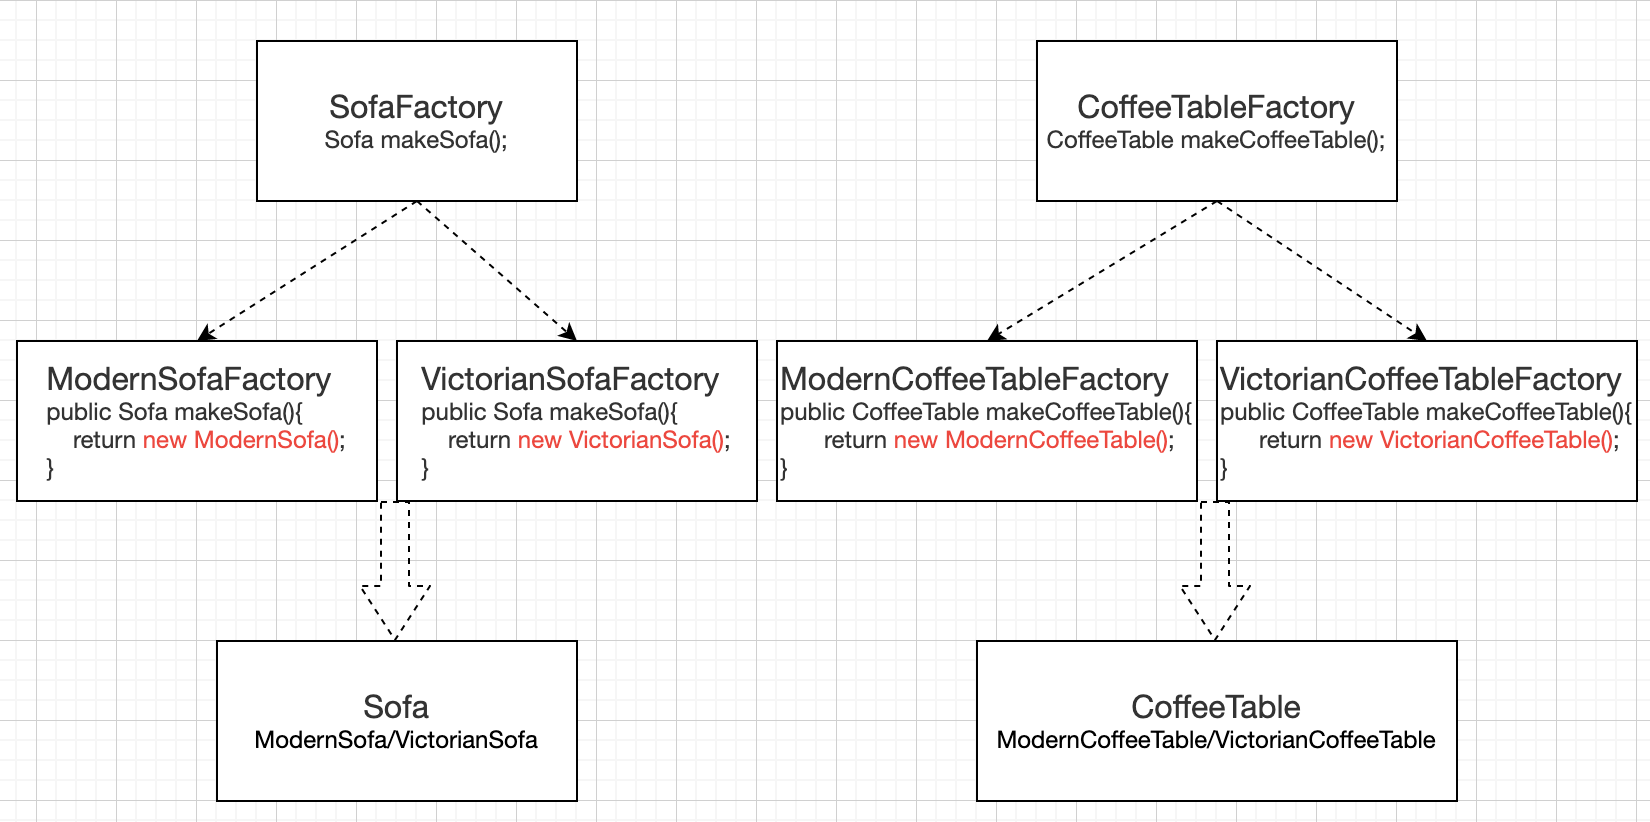 SofaFactory
Sofa makeSofa();
CoffeeTableFactory
CoffeeTable makeCoffeeTable();
ModernSofaFactory
public Sofa makeSofa(){
return new ModernSofa();
}
VictorianSofaFactory
public Sofa makeSofa(){
return new VictorianSofa();
}
ModernCoffeeTableFactory
public CoffeeTable makeCoffeeTable(){
return new ModernCoffeeTable();
}
VictorianCoffeeTableFactory
public CoffeeTable makeCoffeeTable(){
return new VictorianCoffeeTable();
}
Sofa
ModernSofa/VictorianSofa
CoffeeTable
ModernCoffeeTable/VictorianCoffeeTable